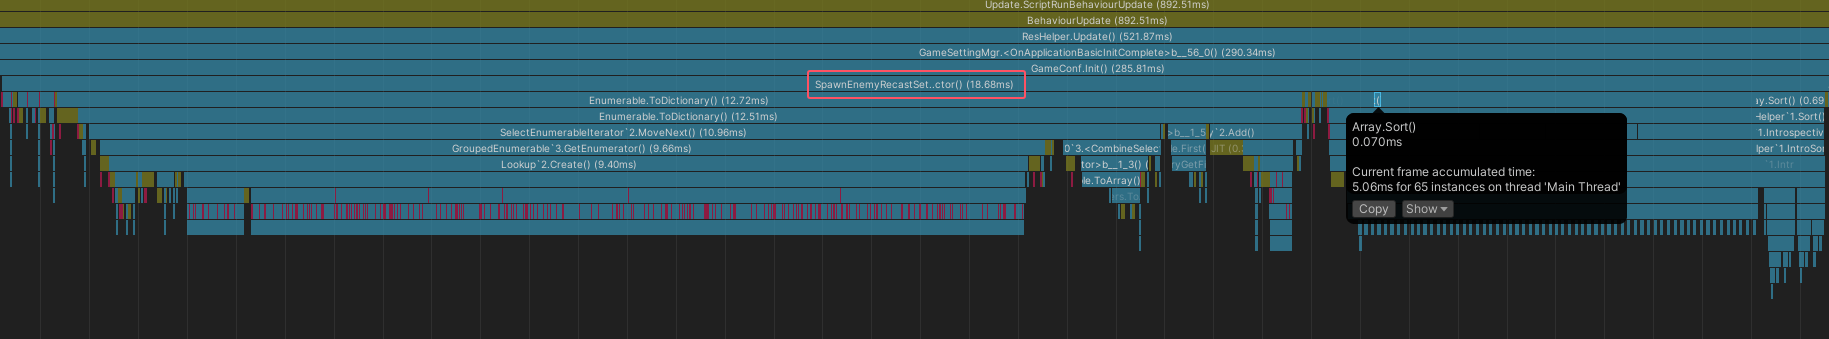 Update.ScriptRunBehaviourUpdate (892.51ms)
BehaviourUpdate (892.51ms)
ResHelper.Update() (521.87ms)
GameSettingMgr.<OnApplicationBasicInitComplete>b__56_0() (290.34ms)
GameConf.Init() (285.81ms)
SpawnEnemyRecastSet..ctor() (18.68ms)
Enumerable.ToDictionary() (12.72ms)
y.Sort() (0.69
Enumerable.ToDictionary() (12.51ms)
Helper`1.Sort()
SelectEnumerableIterator`2.MoveNext() (10.96ms)
>b__1_5
y`2.Add()
1.Introspectiv
GroupedEnumerable`3.GetEnumerator() (9.66ms)
0`3.<CombineSelec
le.First(
UIT (0.
lper`1.IntroSor
Lookup`2.Create() (9.40ms)
tor>b__1_3() (
ryGetF
`1.Intr
le.ToArray()
rs.To
Array.Sort()
0.070ms
Current frame accumulated time:
5.06ms for 65 instances on thread 'Main Thread'
Copy
Show